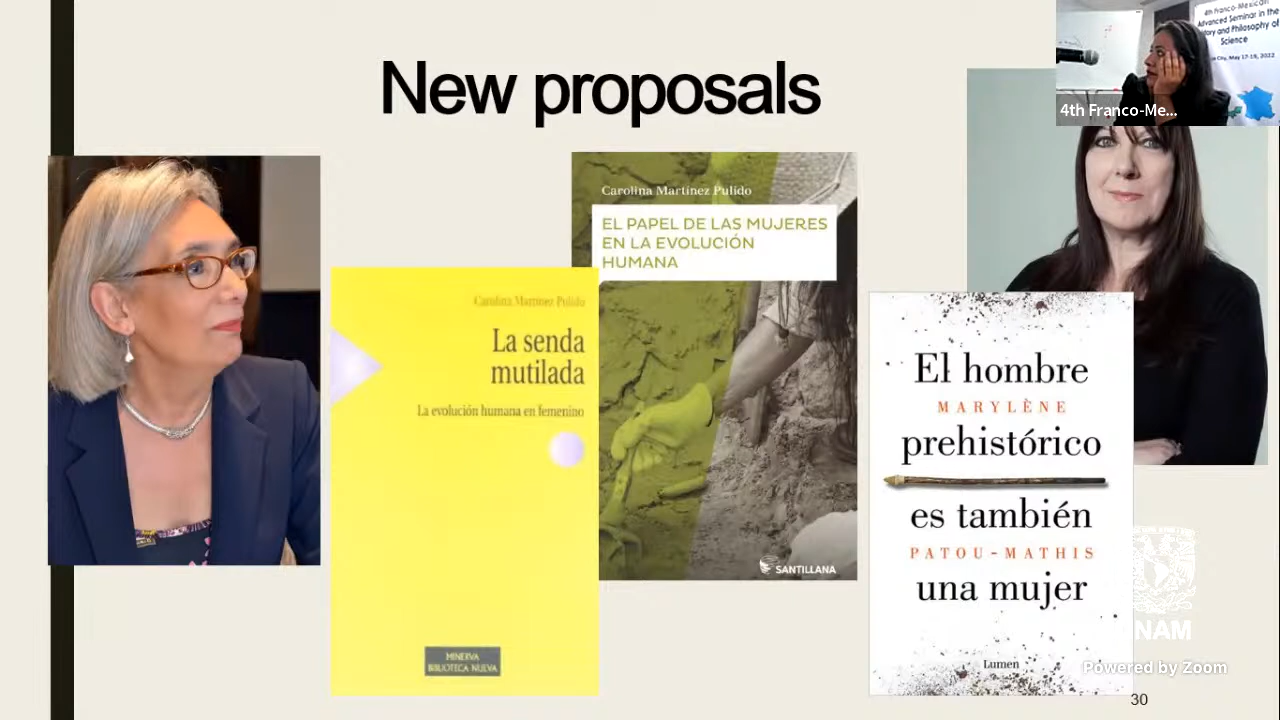 New proposals
4th Franco-Mexican
Advanced Seminar in the
History and Philosophy of
Science
City, May 17-19, 2022
4th Franco-Me...
Carolina Martínez Pulido
EL PAPEL DE LAS MUJERES
EN LA EVOLUCIÓN
HUMANA
SANTILLANA
Carolina Martínez Pulido
La senda
mutilada
La evolución humana en femenino
MINERVA
BIBLIOTECA NUEVA
El hombre
MARYLÈNE
prehistórico
es también
PATOU-MATHIS
una mujer
Lumen
UNAM
Powered by Zoom
30